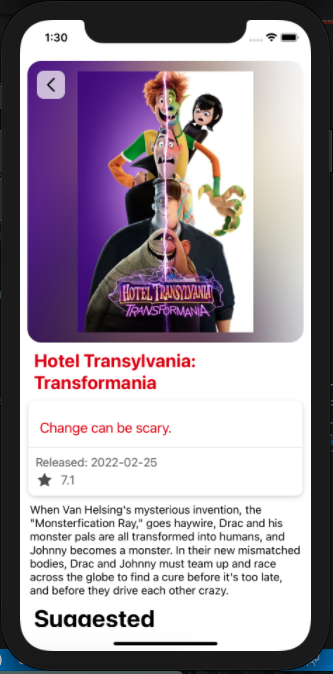 1:30
HOTEL TRANSYLVANIA
TRANSFORMANIA
Hotel Transylvania:
Transformania
Change can be scary.
Released: 2022-02-25
7.1
When Van Helsing's mysterious invention, the
"Monsterfication Ray," goes haywire, Drac and his
monster pals are all transformed into humans, and
Johnny becomes a monster. In their new mismatched
bodies, Drac and Johnny must team up and race
across the globe to find a cure before it's too late,
and before they drive each other crazy.
Suggested